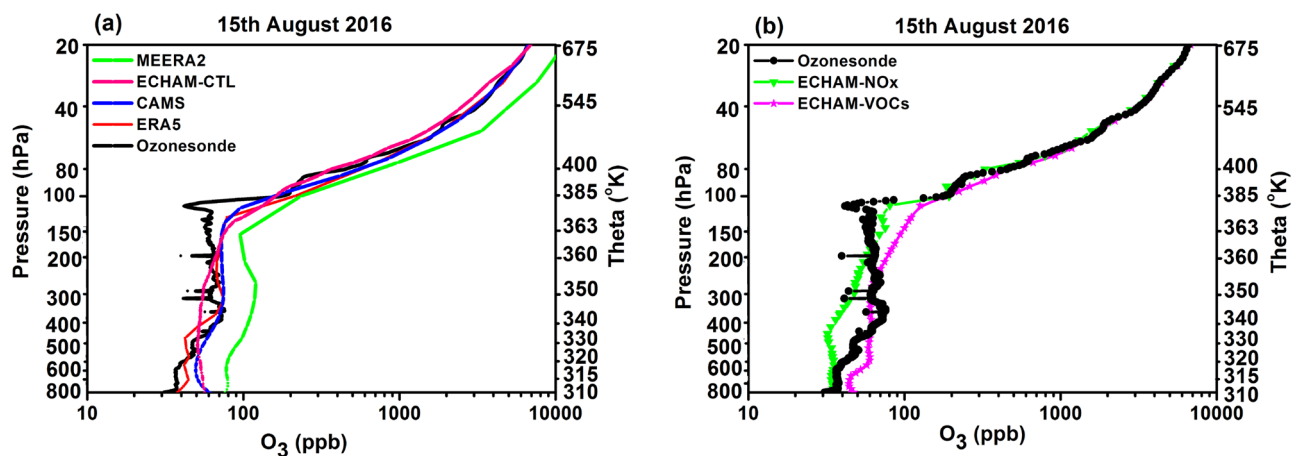 (a) 15th August 2016
MEERA2
ECHAM-CTL
CAMS
ERA5
Ozonesonde
Pressure (hPa)
20
40
60
80
100
150
200
300
400
500
600
800
675
545
400
385
363
360
350
340
330
320
315
310
Theta (°K)
10 100 1000 10000
O3 (ppb)
(b) 15th August 2016
Ozonesonde
ECHAM-NOx
ECHAM-VOCs
Pressure (hPa)
20
40
80
100
150
200
300
400
500
600
800
675
545
400
385
363
360
350
340
330
320
315
310
Theta (°K)
10 100 1000 10000
O3 (ppb)